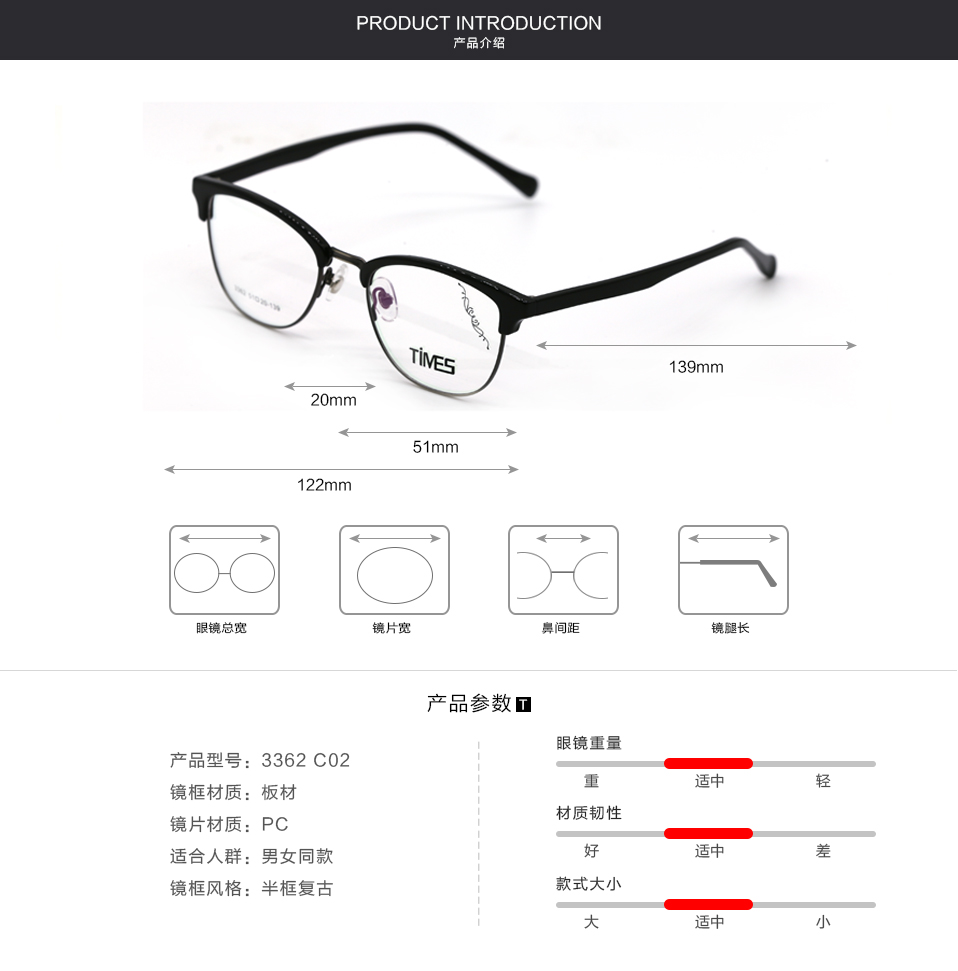 PRODUCT INTRODUCTION
产品介绍
3362 51□20-139
TiMES
139mm
20mm
51mm
122mm
眼镜总宽
镜片宽
鼻间距
镜腿长
产品参数 T
产品型号：3362 C02
镜框材质：板材
镜片材质：PC
适合人群：男女同款
镜框风格：半框复古
眼镜重量
重 适中 轻
材质韧性
好 适中 差
款式大小
大 适中 小